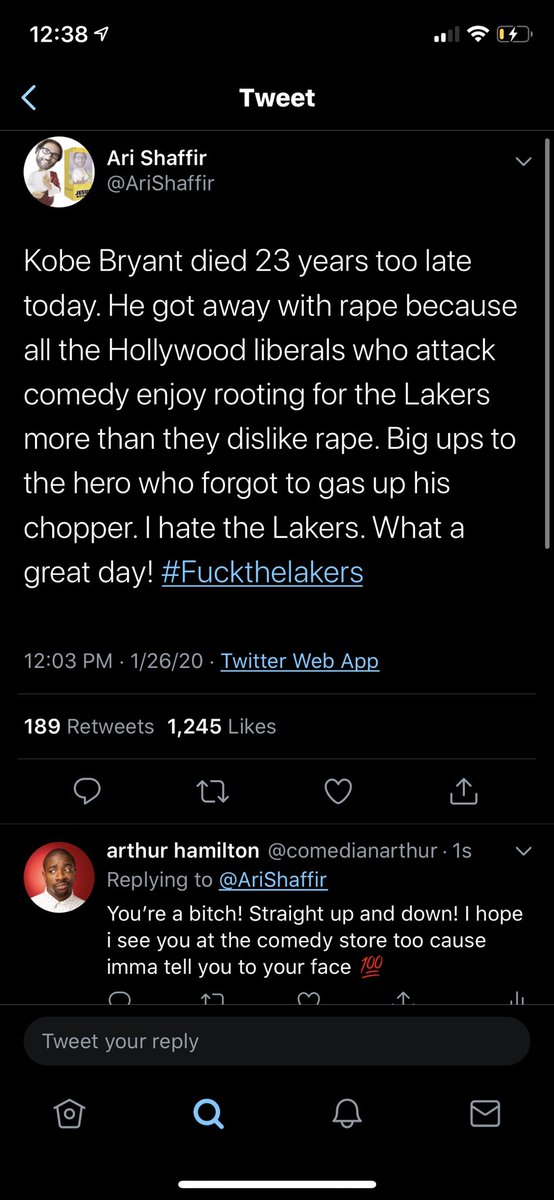 12:38
Tweet
Ari Shaffir
@AriShaffir
Kobe Bryant died 23 years too late
today. He got away with rape because
all the Hollywood liberals who attack
comedy enjoy rooting for the Lakers
more than they dislike rape. Big ups to
the hero who forgot to gas up his
chopper. I hate the Lakers. What a
great day! #Fuckthelakers
12:03 PM · 1/26/20 · Twitter Web App
189 Retweets 1,245 Likes
arthur hamilton @comedianarthur · 1s
Replying to @AriShaffir
You’re a bitch! Straight up and down! I hope
i see you at the comedy store too cause
imma tell you to your face 💯
Tweet your reply